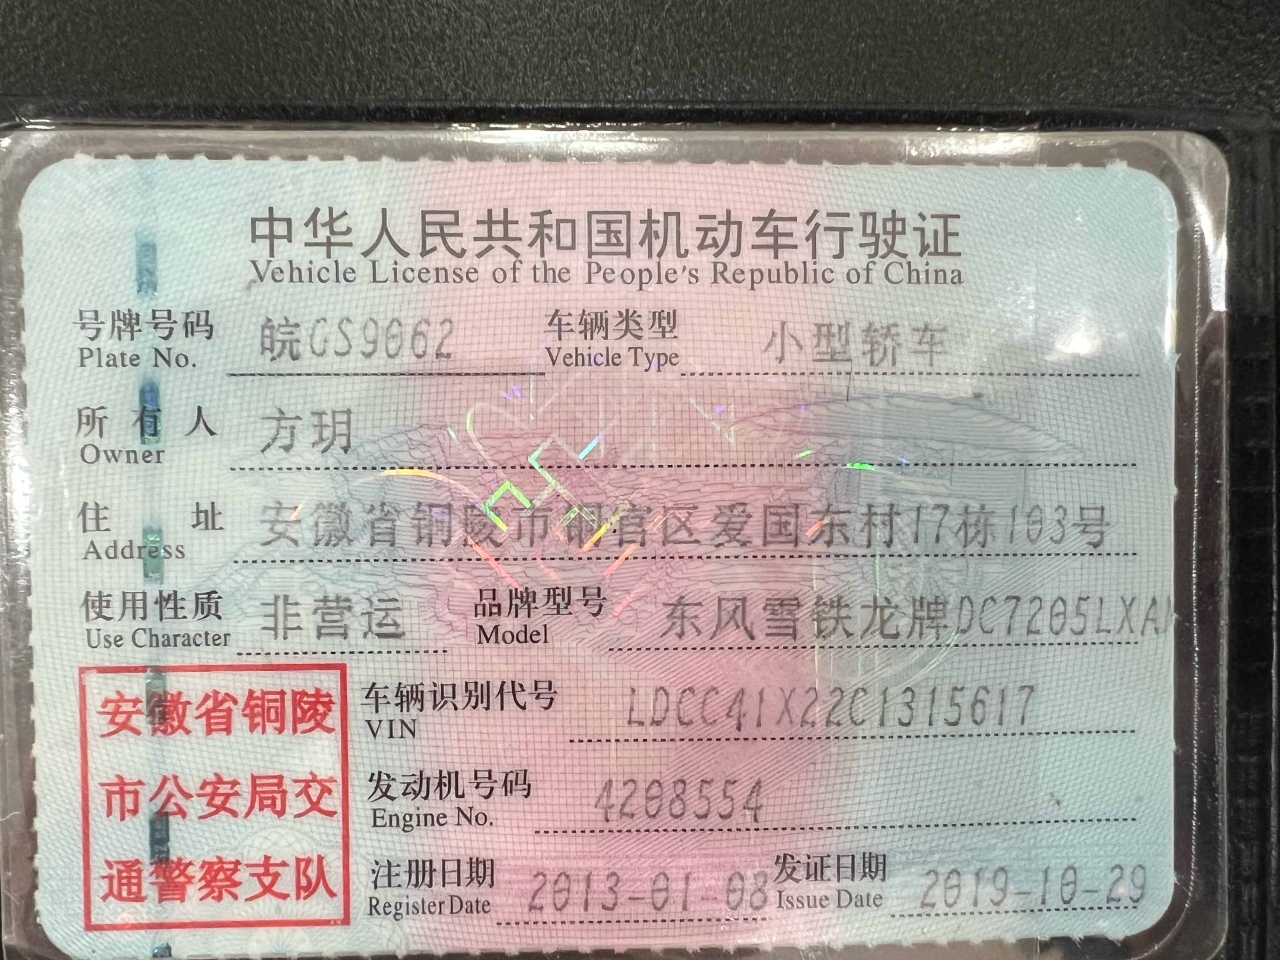 中华人民共和国机动车行驶证
Vehicle License of the People's Republic of China
号牌号码 皖GS9062 车辆类型 小型轿车
Plate No. Vehicle Type
所有人 方玥
Owner
住址 安徽省铜陵市铜官区爱国东村17栋103号
Address
使用性质 非营运 品牌型号 东风雪铁龙牌DC7205LXA
Use Character Model
安徽省铜陵
市公安局交
通警察支队
车辆识别代号 LDCC41X22C1315617
VIN
发动机号码 4208554
Engine No.
注册日期 2013-01-08 发证日期 2019-10-29
Register Date Issue Date